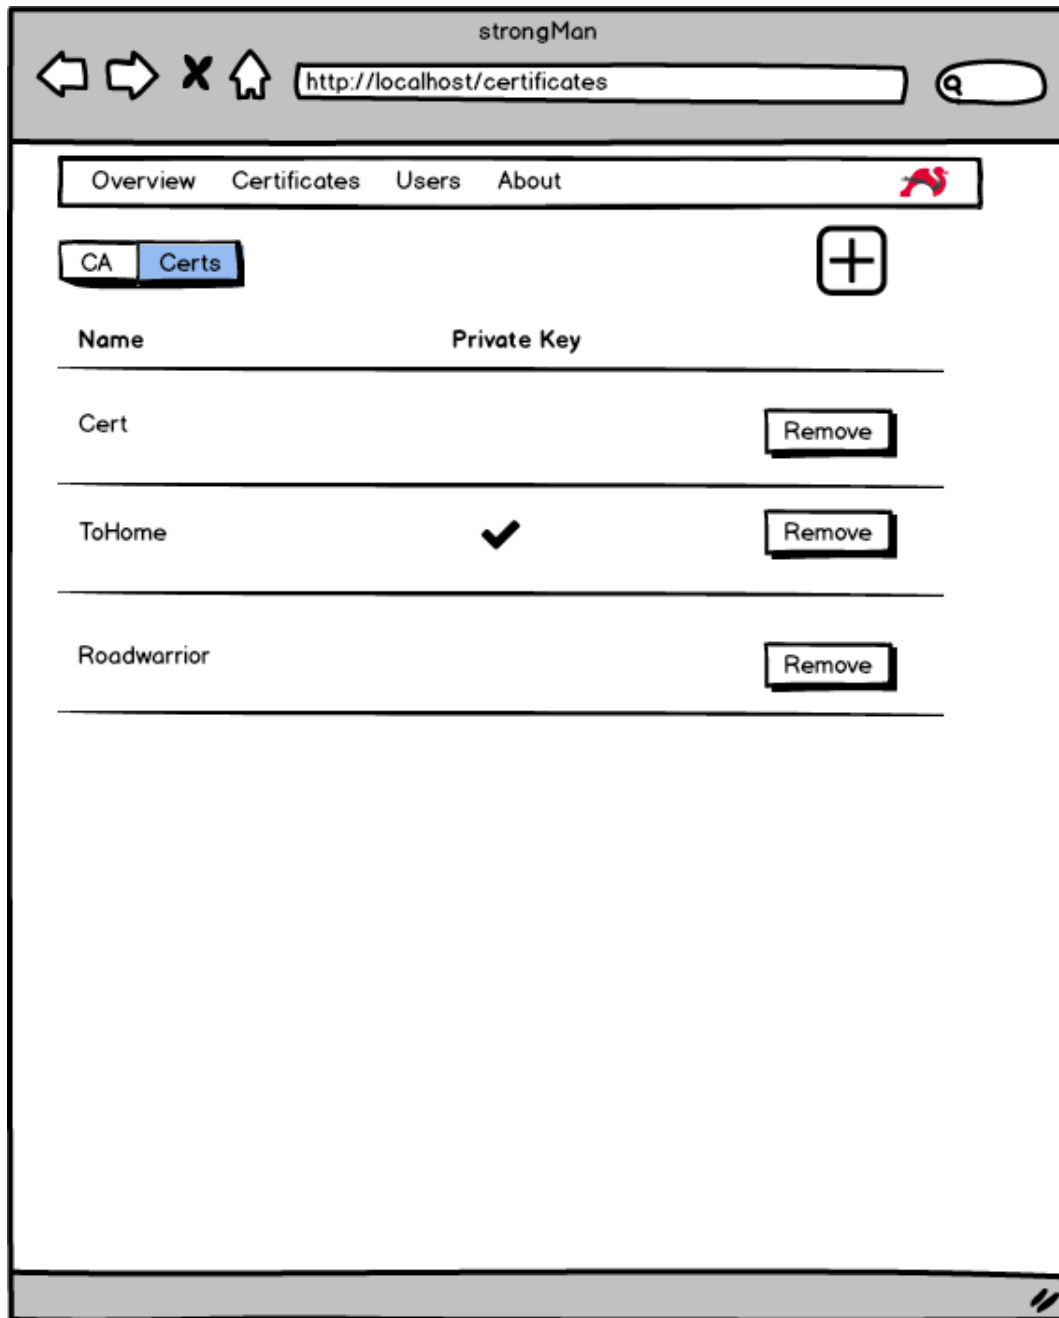 strongMan
http://localhost/certificates
Overview Certificates Users About
CA Certs
Name Private Key
Cert Remove
ToHome Remove
Roadwarrior Remove